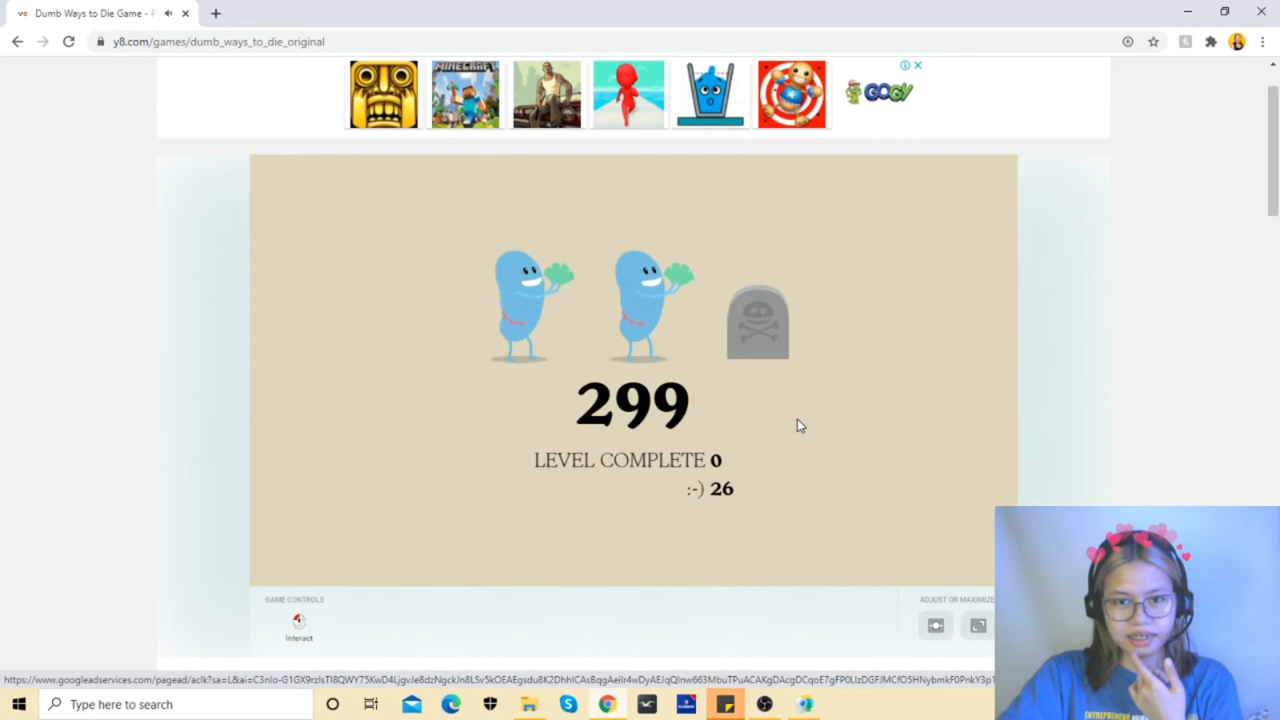 Dumb Ways to Die Game - P
y8.com/games/dumb_ways_to_die_original
MINECRAFT
GOGY
299
LEVEL COMPLETE 0
:-) 26
GAME CONTROLS
Interact
ADJUST OR MAXIMIZE
Type here to search